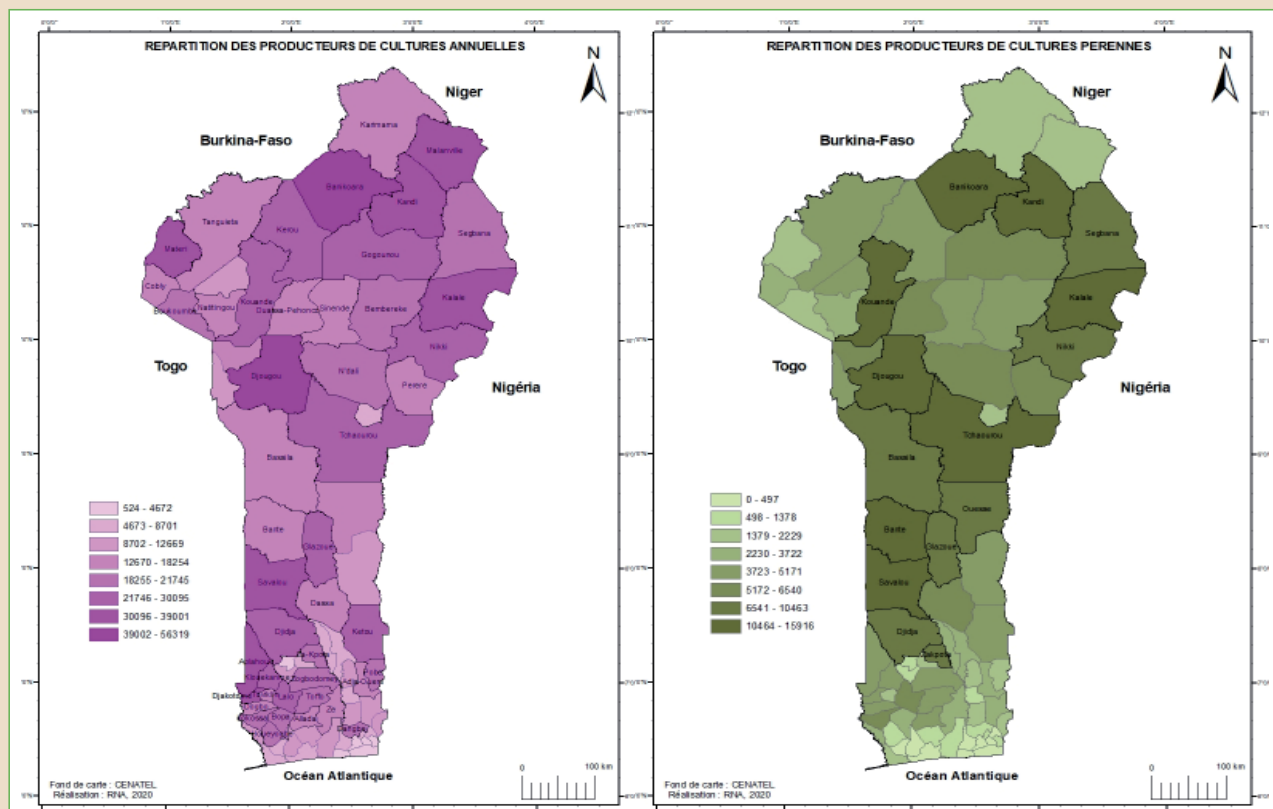 REPARTITION DES PRODUCTEURS DE CULTURES ANNUELLES
N
Niger
Burkina-Faso
Karimama
Malanville
Banikoara
Kandi
Tanguieta
Kerou
Segbana
Materi
Gogounou
Cobly
Natitingou
Kouande
Sinende
Bembereke
Kalale
Boukoumbe
Togo
Nikki
Djougou
N'dali
Perere
Nigéria
Tchaourou
Bassila
Bante
Glazoue
Savalou
Dassa
Djidja
Ketou
Za-Kpota
Pobe
Lalo
Toffo
Ze
Bopa
Allada
524 - 4672
4673 - 8701
8702 - 12669
12670 - 18254
18255 - 21745
21746 - 30095
30096 - 39001
39002 - 56319
Océan Atlantique
Fond de carte : CENATEL
Réalisation : RNA, 2020
0 100 km
REPARTITION DES PRODUCTEURS DE CULTURES PERENNES
N
Niger
Burkina-Faso
Banikoara
Kandi
Segbana
Kouande
Kalale
Togo
Nikki
Djougou
Nigéria
Tchaourou
Bassila
Ouesse
Bante
Glazoue
Savalou
Djidja
0 - 497
498 - 1378
1379 - 2229
2230 - 3722
3723 - 5171
5172 - 6540
6541 - 10463
10464 - 15916
Océan Atlantique
Fond de carte : CENATEL
Réalisation : RNA, 2020
0 100 km